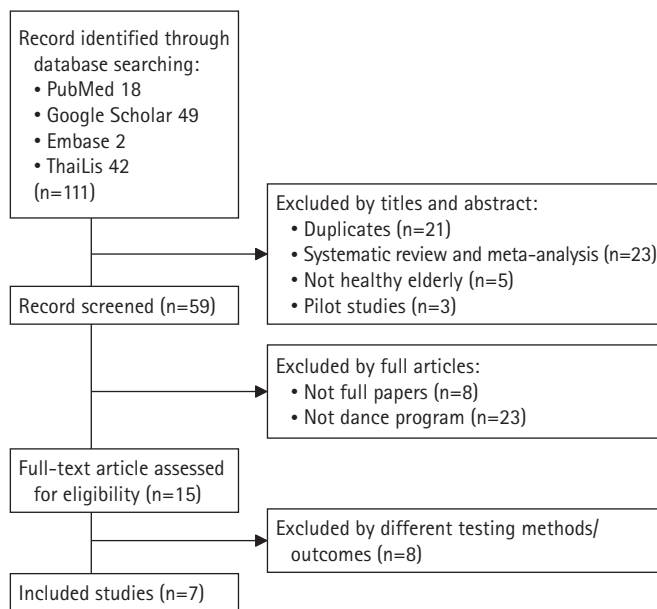 Record identified through
database searching:
• PubMed 18
• Google Scholar 49
• Embase 2
• ThaiLis 42
(n=111)
Excluded by titles and abstract:
• Duplicates (n=21)
• Systematic review and meta-analysis (n=23)
• Not healthy elderly (n=5)
• Pilot studies (n=3)
Record screened (n=59)
Excluded by full articles:
• Not full papers (n=8)
• Not dance program (n=23)
Full-text article assessed
for eligibility (n=15)
Excluded by different testing methods/
outcomes (n=8)
Included studies (n=7)